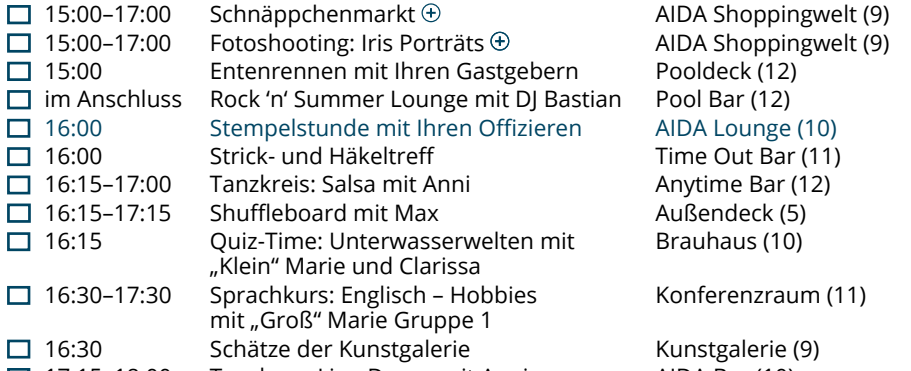 15:00–17:00 Schnäppchenmarkt ⊕ AIDA Shoppingwelt (9)
15:00–17:00 Fotoshooting: Iris Porträts ⊕ AIDA Shoppingwelt (9)
15:00 Entenrennen mit Ihren Gastgebern Pooldeck (12)
im Anschluss Rock ‘n’ Summer Lounge mit DJ Bastian Pool Bar (12)
16:00 Stempelstunde mit Ihren Offizieren AIDA Lounge (10)
16:00 Strick- und Häkeltreff Time Out Bar (11)
16:15–17:00 Tanzkreis: Salsa mit Anni Anytime Bar (12)
16:15–17:15 Shuffleboard mit Max Außendeck (5)
16:15 Quiz-Time: Unterwasserwelten mit Brauhaus (10)
„Klein“ Marie und Clarissa
16:30–17:30 Sprachkurs: Englisch – Hobbies Konferenzraum (11)
mit „Groß“ Marie Gruppe 1
16:30 Schätze der Kunstgalerie Kunstgalerie (9)